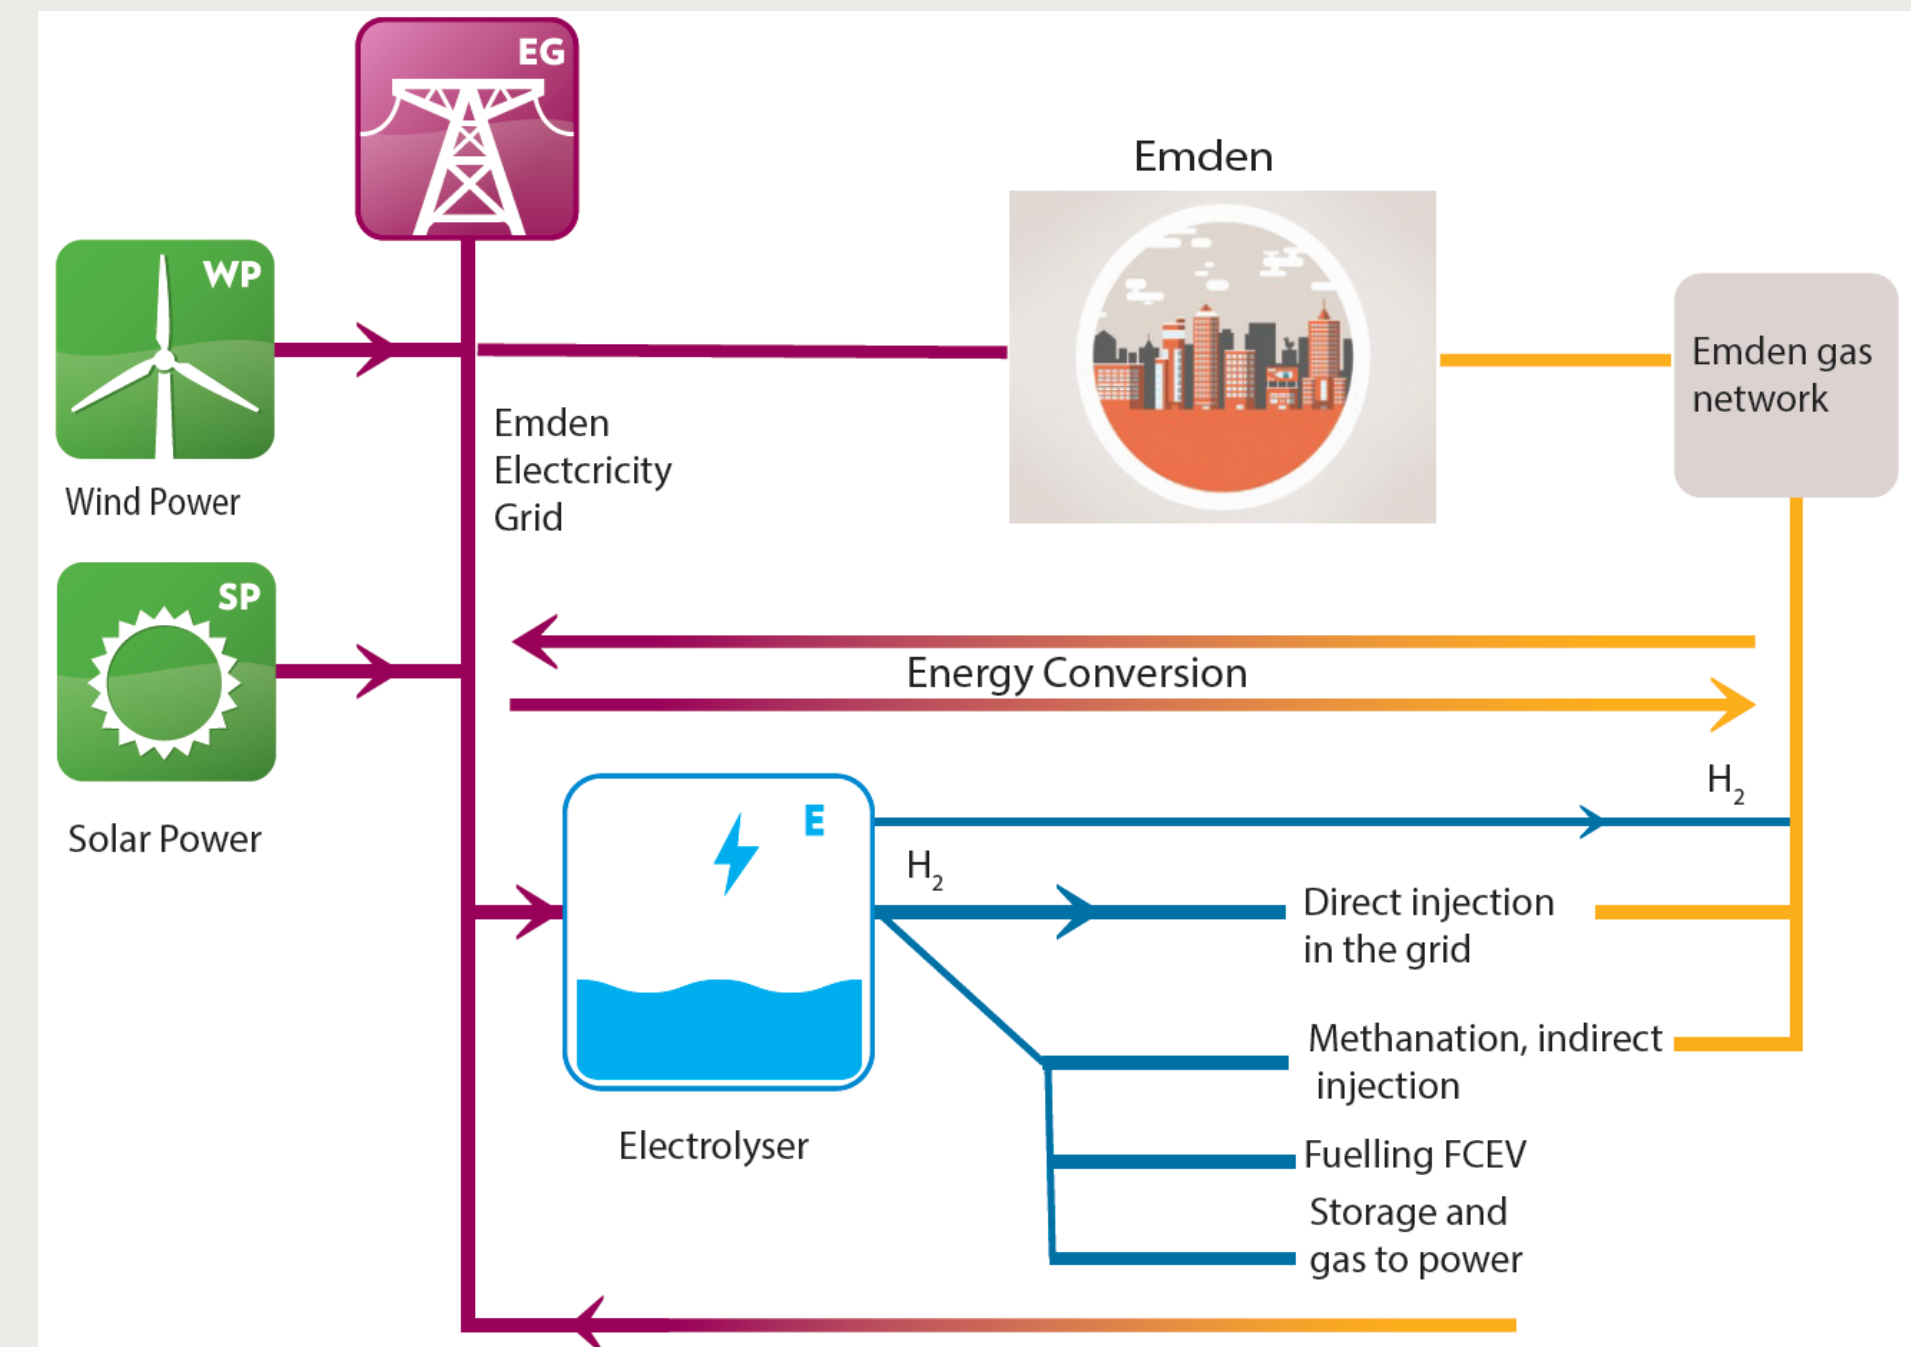 EG
Emden
WP
Emden gas
network
Emden
Electcricity
Grid
Wind Power
SP
Energy Conversion
H2
Solar Power
E
H2
Direct injection
in the grid
Methanation, indirect
injection
Electrolyser
Fuelling FCEV
Storage and
gas to power